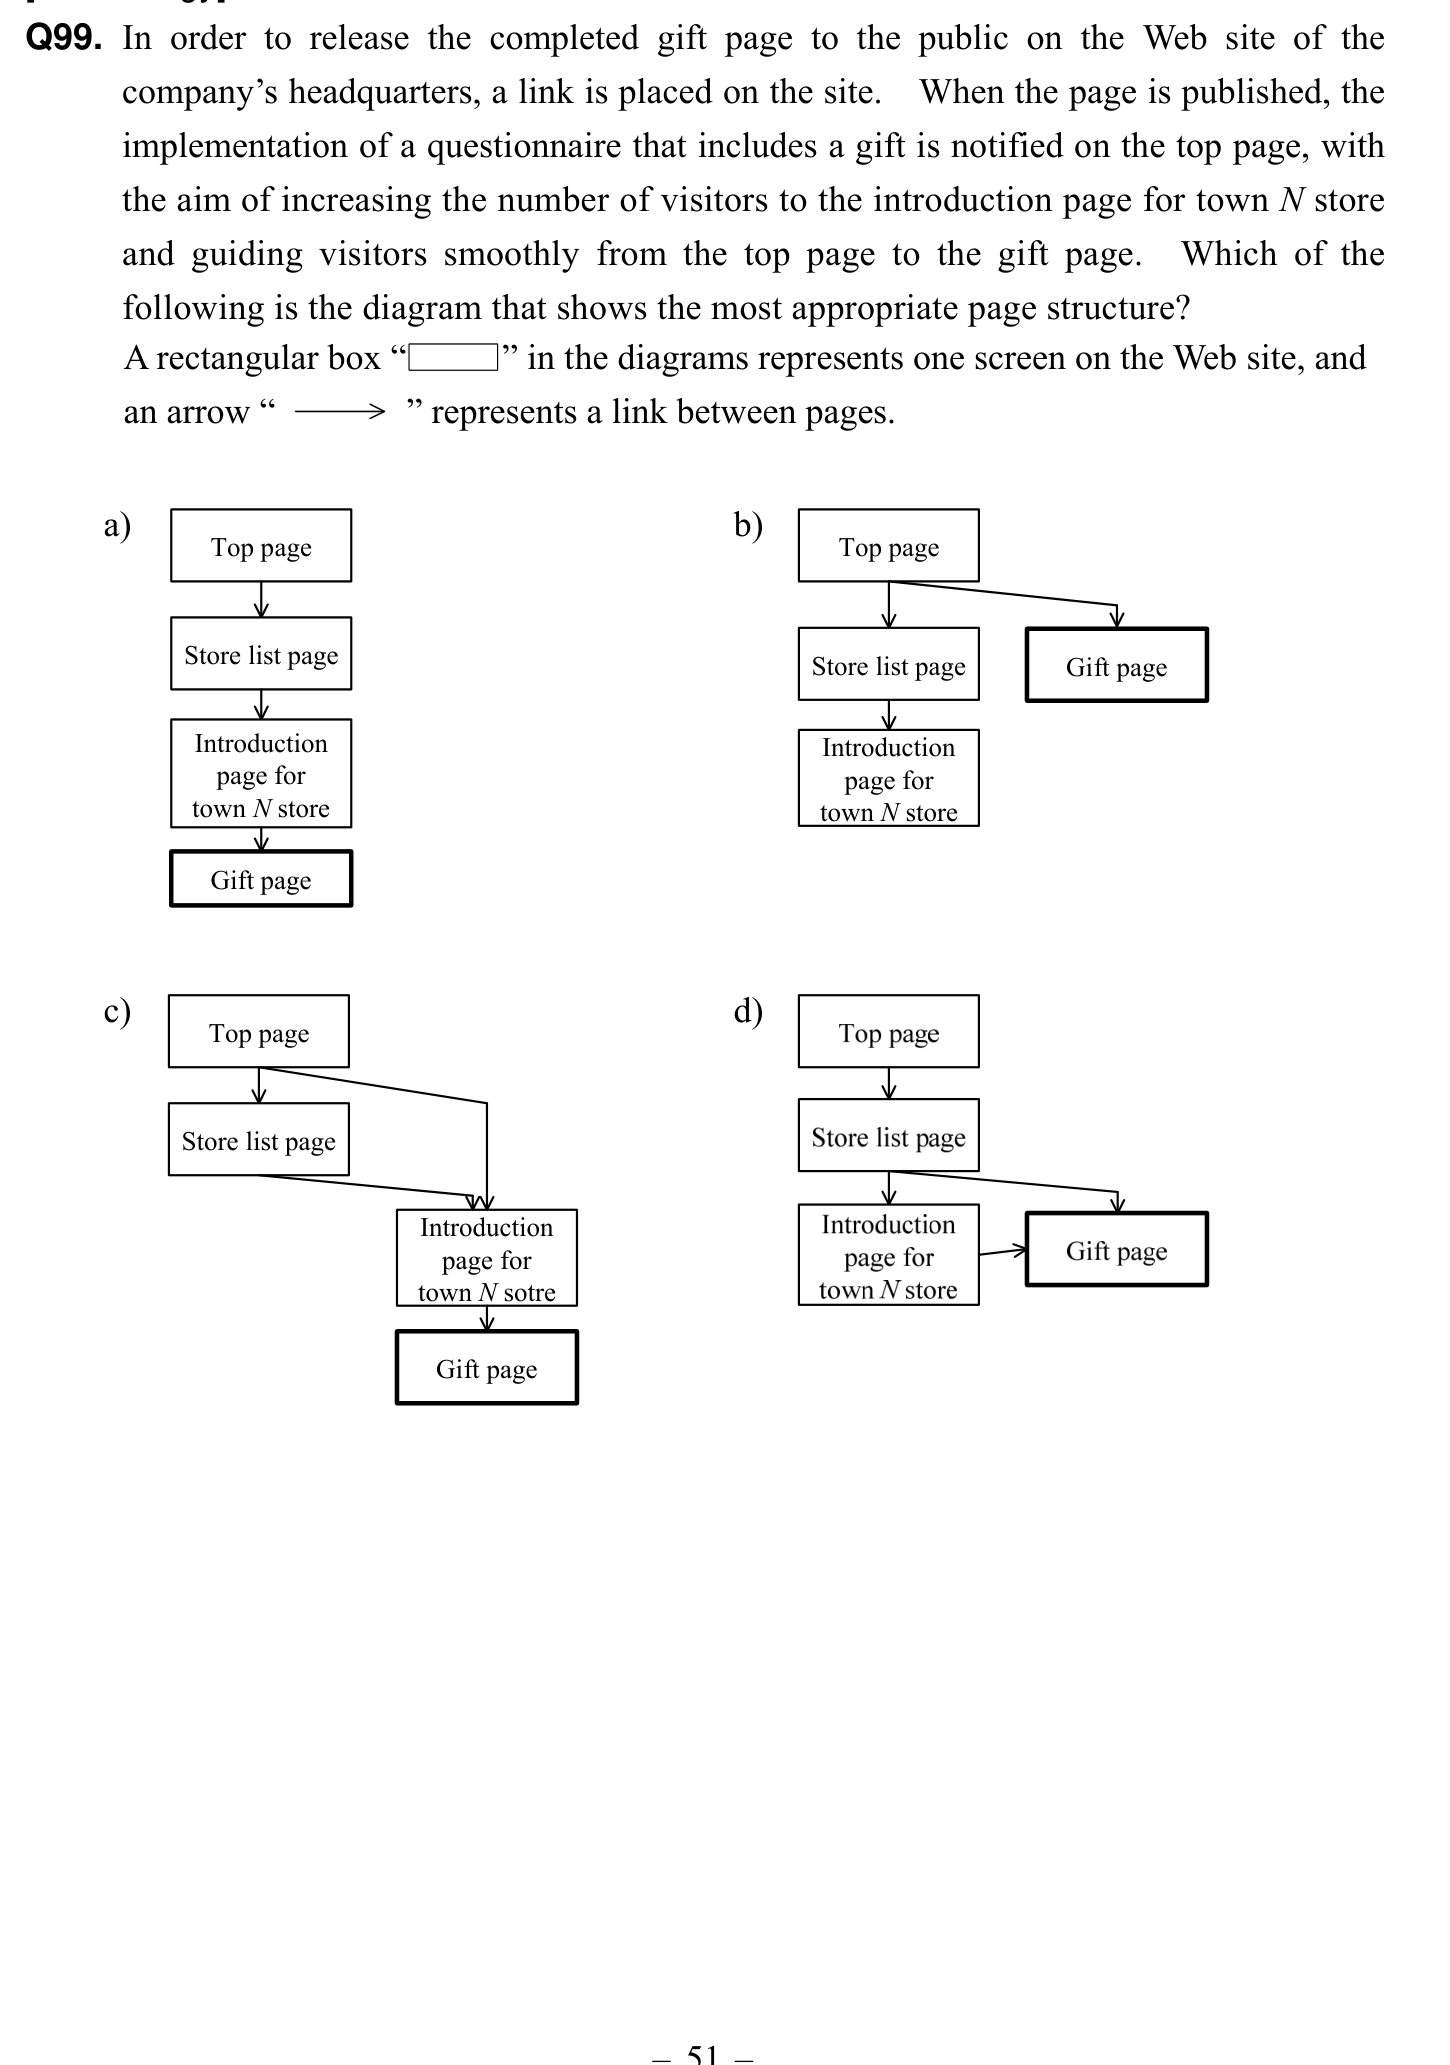 Q99. In order to release the completed gift page to the public on the Web site of the
company’s headquarters, a link is placed on the site. When the page is published, the
implementation of a questionnaire that includes a gift is notified on the top page, with
the aim of increasing the number of visitors to the introduction page for town N store
and guiding visitors smoothly from the top page to the gift page. Which of the
following is the diagram that shows the most appropriate page structure?
A rectangular box “ ” in the diagrams represents one screen on the Web site, and
an arrow “ ” represents a link between pages.
a)
Top page
Store list page
Introduction
page for
town N store
Gift page
b)
Top page
Store list page
Gift page
Introduction
page for
town N store
c)
Top page
Store list page
Introduction
page for
town N sotre
Gift page
d)
Top page
Store list page
Introduction
page for
town N store
Gift page
– 51 –